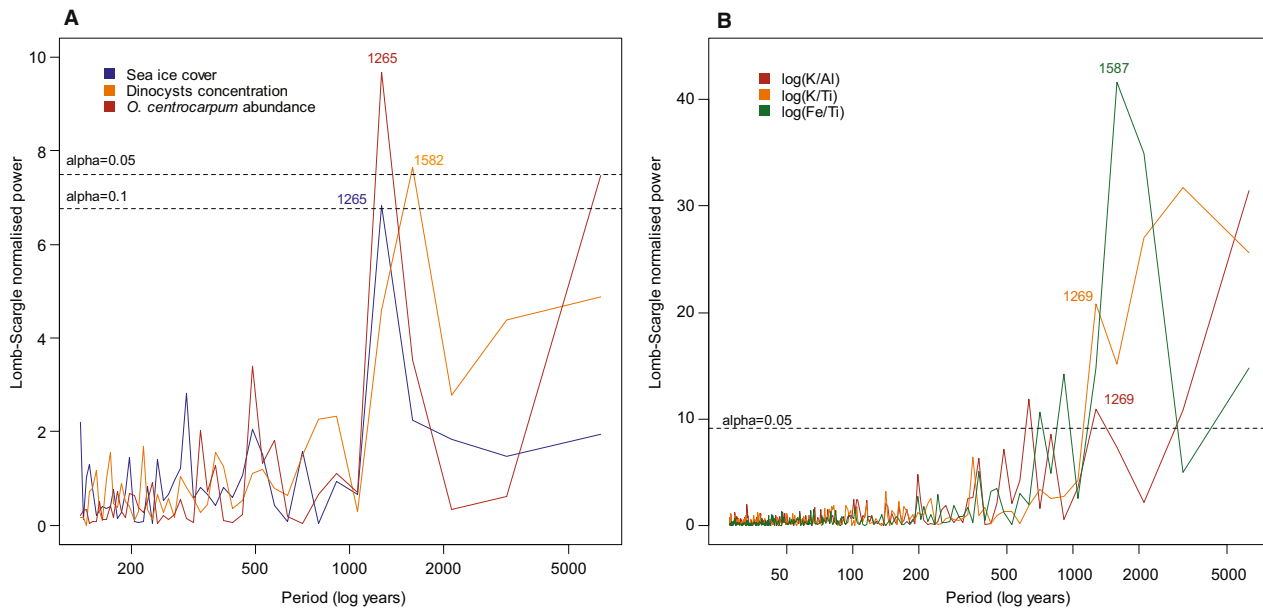 A
1265
Sea ice cover
Dinocysts concentration
O. centrocarpum abundance
alpha=0.05
1582
alpha=0.1
1265
10
8
6
4
2
0
Lomb-Scargle normalised power
200
500
1000
2000
5000
Period (log years)
B
1587
log(K/Al)
log(K/Ti)
log(Fe/Ti)
1269
1269
alpha=0.05
40
30
20
10
0
Lomb-Scargle normalised power
50
100
200
500
1000
2000
5000
Period (log years)